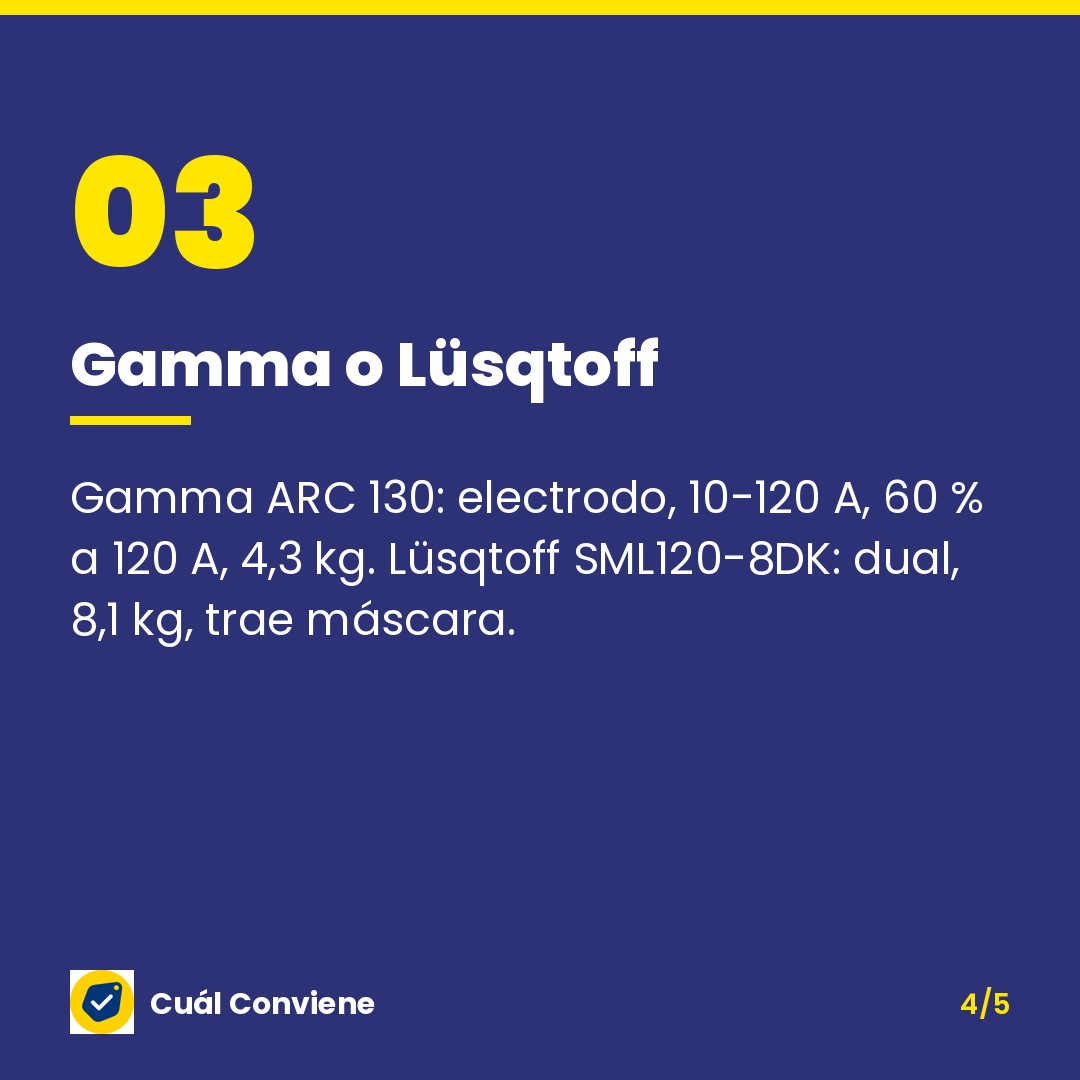 03
Gamma o Lüsqtoff
Gamma ARC 130: electrodo, 10-120 A, 60 %
a 120 A, 4,3 kg. Lüsqtoff SML120-8DK: dual,
8,1 kg, trae máscara.
Cuál Conviene
4/5